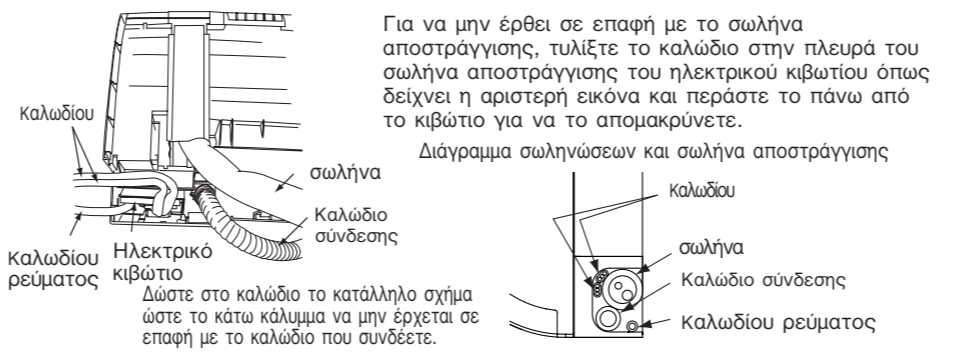 Για να μην έρθει σε επαφή με το σωλήνα
αποστράγγισης, τυλίξτε το καλώδιο στην πλευρά του
σωλήνα αποστράγγισης του ηλεκτρικού κιβωτίου όπως
δείχνει η αριστερή εικόνα και περάστε το πάνω από
το κιβώτιο για να το απομακρύνετε.
Καλωδίου
σωλήνα
Καλώδιο
σύνδεσης
Καλωδίου
ρεύματος
Ηλεκτρικό
κιβώτιο
Δώστε στο καλώδιο το κατάλληλο σχήμα
ώστε το κάτω κάλυμμα να μην έρχεται σε
επαφή με το καλώδιο που συνδέετε.
Διάγραμμα σωληνώσεων και σωλήνα αποστράγγισης
Καλωδίου
σωλήνα
Καλώδιο σύνδεσης
Καλωδίου ρεύματος